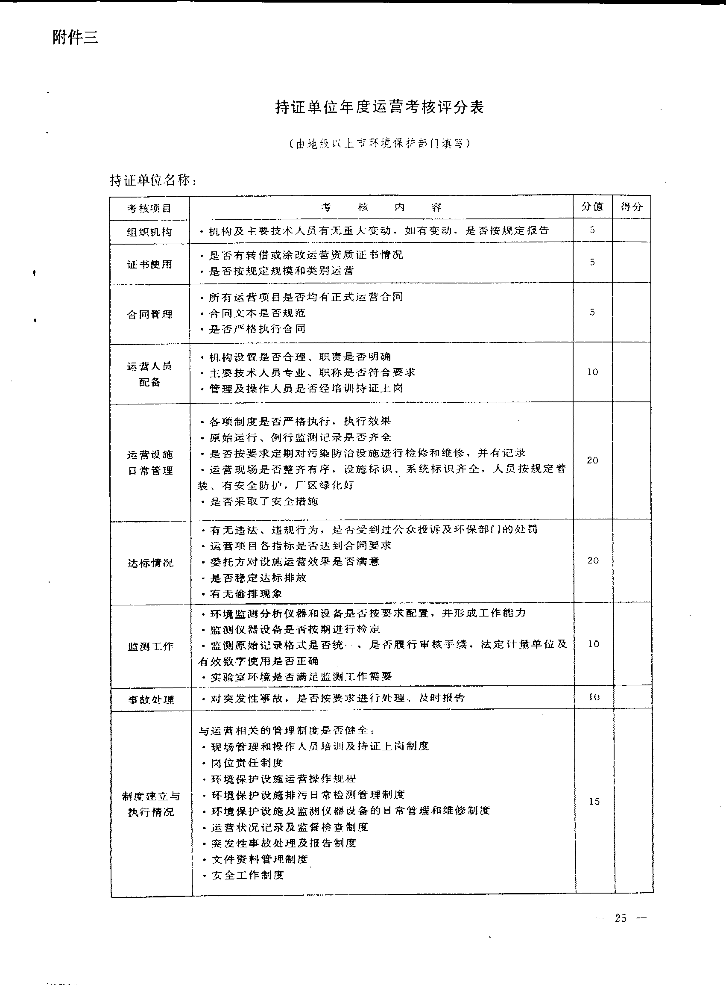 附件三
持证单位年度运营考核评分表
（由地级以上市环境保护部门填写）
持证单位名称：
考核项目 考 核 内 容 分值 得分
组织机构 ·机构及主要技术人员有无重大变动，如有变动，是否按规定报告 5
·是否有转借或涂改运营资质证书情况
证书使用 5
·是否按规定规模和类别运营
·所有运营项目是否均有正式运营合同
合同管理 ·合同文本是否规范 5
·是否严格执行合同
·机构设置是否合理、职责是否明确
运营人员
·主要技术人员专业、职称是否符合要求 10
配备
·管理及操作人员是否经培训持证上岗
·各项制度是否严格执行，执行效果
·原始运行、例行监测记录是否齐全
运营设施 ·是否按要求定期对污染防治设施进行检修和维修，并有记录
20
日常管理 ·运营现场是否整齐有序，设施标识、系统标识齐全，人员按规定着
装、有安全防护，厂区绿化好
·是否采取了安全措施
·有无违法、违规行为，是否受到过公众投诉及环保部门的处罚
·运营项目各指标是否达到合同要求
达标情况 ·委托方对设施运营效果是否满意 20
·是否稳定达标排放
·有无偷排现象
·环境监测分析仪器和设备是否按要求配置，并形成工作能力
·监测仪器设备是否按期进行检定
监测工作 ·监测原始记录格式是否统一，是否履行审核手续，法定计量单位及 10
有效数字使用是否正确
·实验室环境是否满足监测工作需要
事故处理 ·对突发性事故，是否按要求进行处理、及时报告 10
与运营相关的管理制度是否健全：
·现场管理和操作人员培训及持证上岗制度
·岗位责任制度
·环境保护设施运营操作规程
制度建立与 ·环境保护设施排污日常检测管理制度
15
执行情况 ·环境保护设施及监测仪器设备的日常管理和维修制度
·运营状况记录及监督检查制度
·突发性事故处理及报告制度
·文件资料管理制度
·安全工作制度
— 25 —